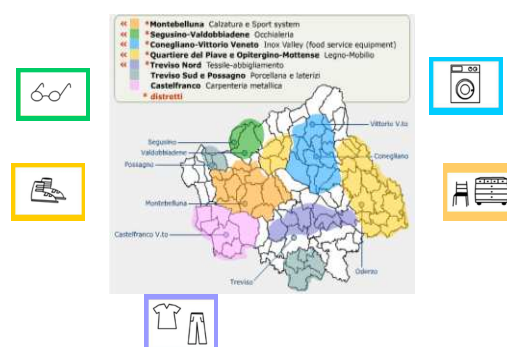 « * Montebelluna Calzatura e Sport system
« * Segusino-Valdobbiadene Occhialeria
« * Conegliano-Vittorio Veneto Inox Valley (food service equipment)
« * Quartiere del Piave e Opitergino-Mottense Legno-Mobilio
« * Treviso Nord Tessile-abbigliamento
Treviso Sud e Possagno Porcellana e laterizi
Castelfranco Carpenteria metallica
* distretti
Vittorio V.to
Segusino
Valdobbiadene
Possagno
Conegliano
Montebelluna
Castelfranco V.to
Treviso
Oderzo